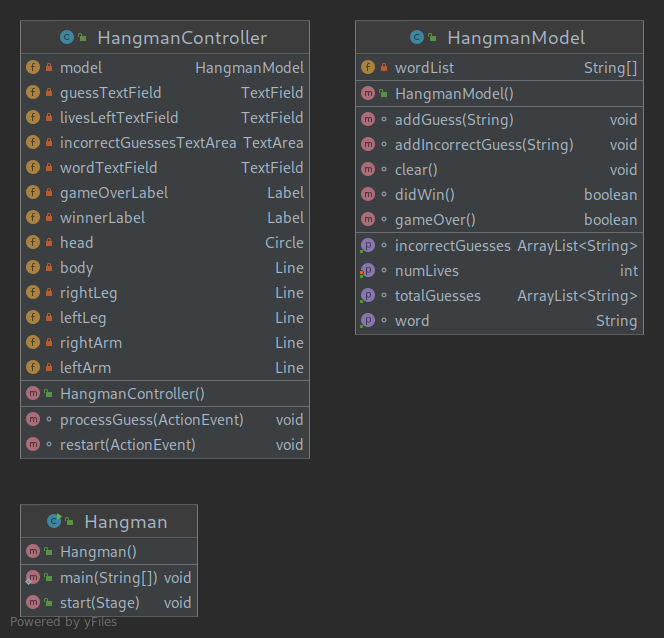 HangmanController
model HangmanModel
guessTextField TextField
livesLeftTextField TextField
incorrectGuessesTextArea TextArea
wordTextField TextField
gameOverLabel Label
winnerLabel Label
head Circle
body Line
rightLeg Line
leftLeg Line
rightArm Line
leftArm Line
HangmanController()
processGuess(ActionEvent) void
restart(ActionEvent) void
HangmanModel
wordList String[]
HangmanModel()
addGuess(String) void
addIncorrectGuess(String) void
clear() void
didWin() boolean
gameOver() boolean
incorrectGuesses ArrayList<String>
numLives int
totalGuesses ArrayList<String>
word String
Hangman
Hangman()
main(String[]) void
start(Stage) void
Powered by yFiles